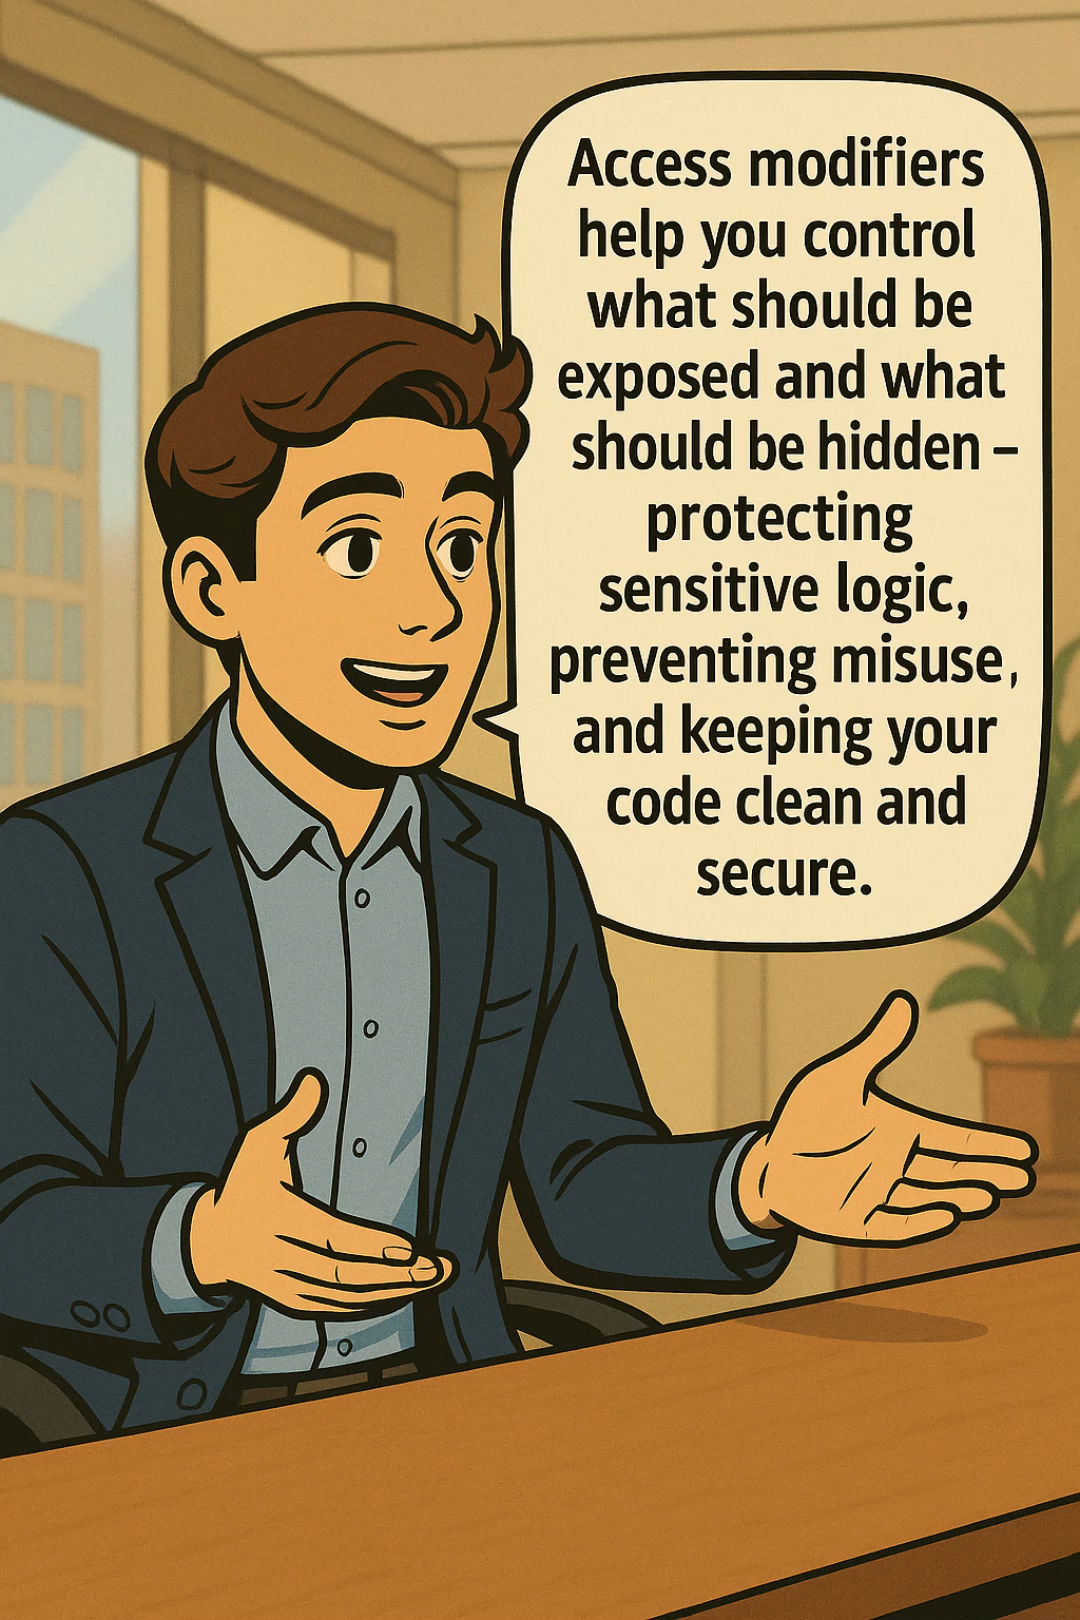 Access modifiers
help you control
what should be
exposed and what
should be hidden –
protecting
sensitive logic,
preventing misuse,
and keeping your
code clean and
secure.